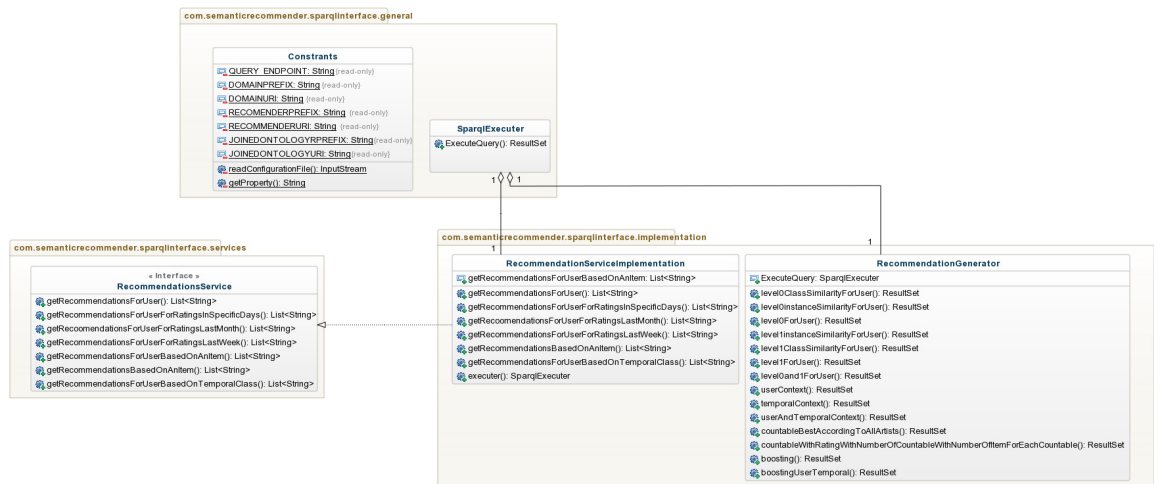 com.semanticrecommender.sparqlinterface.general
Constrants
QUERY_ENDPOINT: String {read-only}
DOMAINPREFIX: String {read-only}
DOMAINURI: String {read-only}
RECOMENDERPREFIX: String {read-only}
RECOMMENDERURI: String {read-only}
JOINEDONTOLOGYRPREFIX: String {read-only}
JOINEDONTOLOGYURI: String {read-only}
readConfigurationFile(): InputStream
getProperty(): String
SparqlExecuter
ExecuteQuery(): ResultSet
1
1
1
1
com.semanticrecommender.sparqlinterface.services
« Interface »
RecommendationsService
getRecommendationsForUser(): List<String>
getRecommendationsForUserForRatingsInSpecificDays(): List<String>
getRecoomendationsForUserForRatingsLastMonth(): List<String>
getRecommendationsForUserForRatingsLastWeek(): List<String>
getRecommendationsForUserBasedOnAnItem(): List<String>
getRecommendationsBasedOnAnItem(): List<String>
getRecommendationsForUserBasedOnTemporalClass(): List<String>
com.semanticrecommender.sparqlinterface.implementation
RecommendationServiceImplementation
getRecommendationsForUserBasedOnAnItem: List<String>
getRecommendationsForUser(): List<String>
getRecommendationsForUserForRatingsInSpecificDays(): List<String>
getRecommendationsForUserForRatingsLastMonth(): List<String>
getRecommendationsForUserForRatingsLastWeek(): List<String>
getRecommendationsBasedOnAnItem(): List<String>
getRecommendationsForUserBasedOnTemporalClass(): List<String>
executer(): SparqlExecuter
RecommendationGenerator
ExecuteQuery: SparqlExecuter
level0ClassSimilarityForUser(): ResultSet
level0instanceSimilarityForUser(): ResultSet
level0ForUser(): ResultSet
level1instanceSimilarityForUser(): ResultSet
level1ClassSimilarityForUser(): ResultSet
level1ForUser(): ResultSet
level0and1ForUser(): ResultSet
userContext(): ResultSet
temporalContext(): ResultSet
userAndTemporalContext(): ResultSet
countableBestAccordingToAllArtists(): ResultSet
countableWithRatingWithNumberOfCountableWithNumberOfItemForEachCountable(): ResultSet
boosting(): ResultSet
boostingUserTemporal(): ResultSet